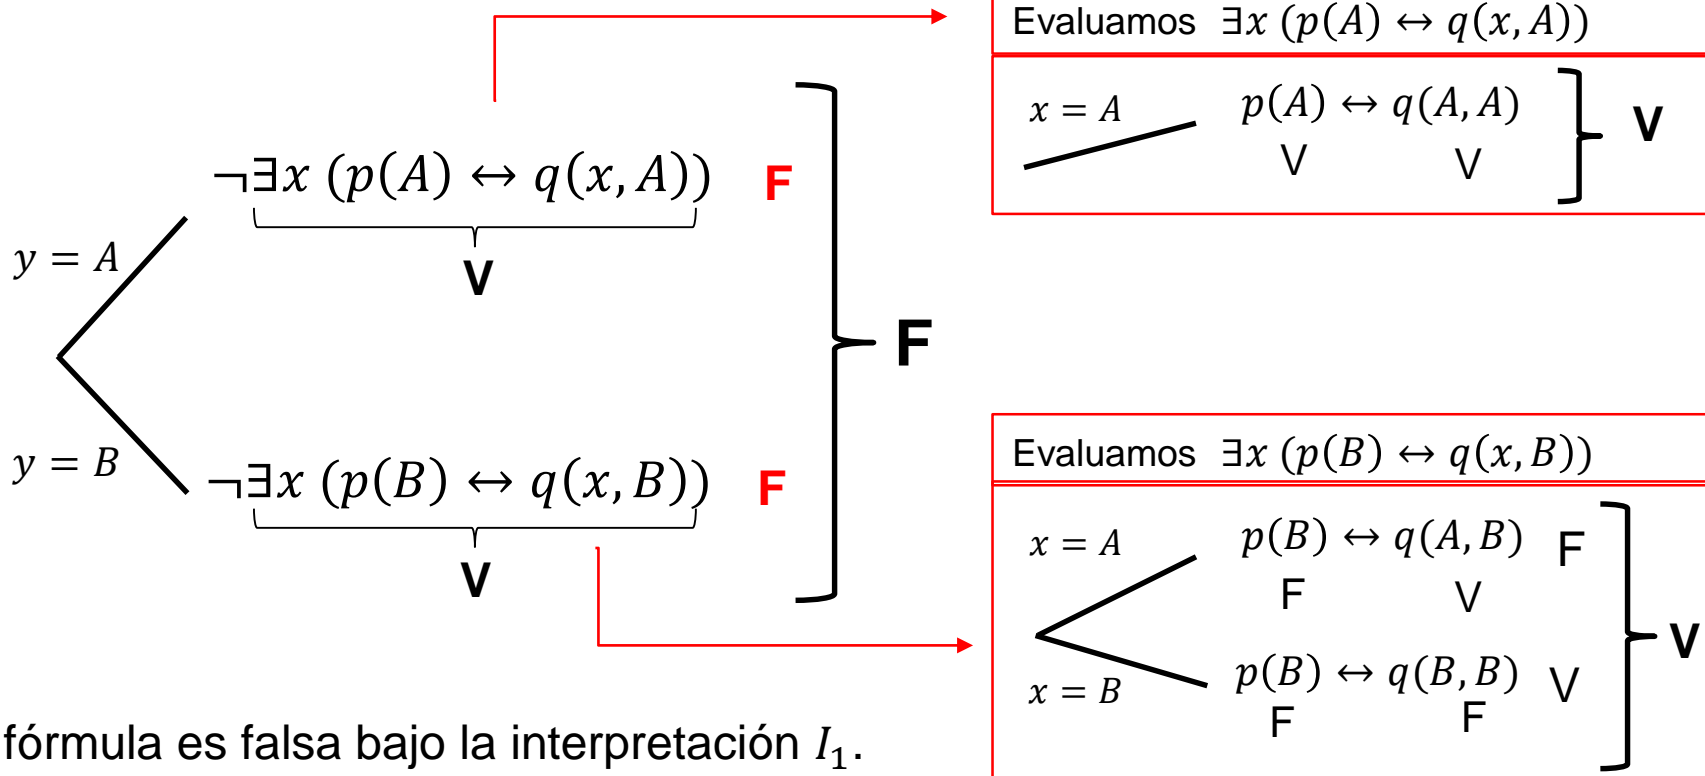 Evaluamos ∃x (p(A) ↔ q(x, A))
x = A p(A) ↔ q(A, A) V
V V
¬∃x (p(A) ↔ q(x, A)) F
V
y = A
F
y = B
¬∃x (p(B) ↔ q(x, B)) F
V
Evaluamos ∃x (p(B) ↔ q(x, B))
x = A p(B) ↔ q(A, B) F
F V
V
x = B p(B) ↔ q(B, B) V
F F
fórmula es falsa bajo la interpretación I₁.